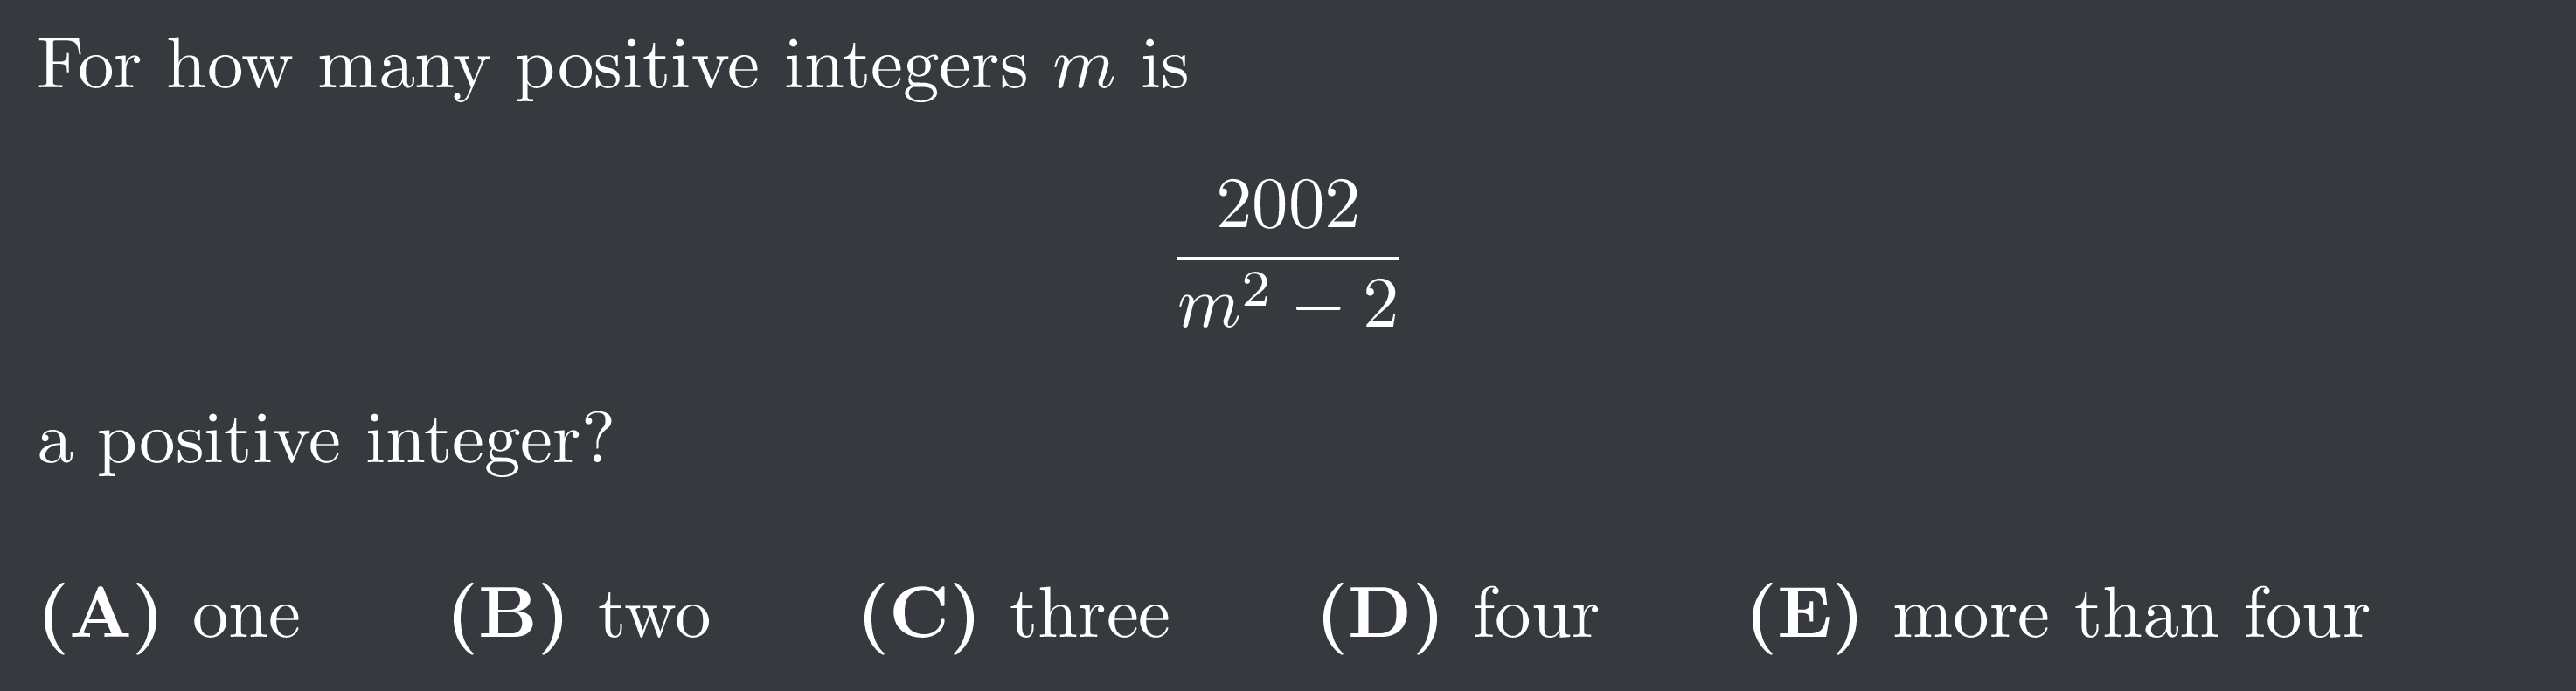 For how many positive integers m is
2002
m² − 2
a positive integer?
(A) one (B) two (C) three (D) four (E) more than four